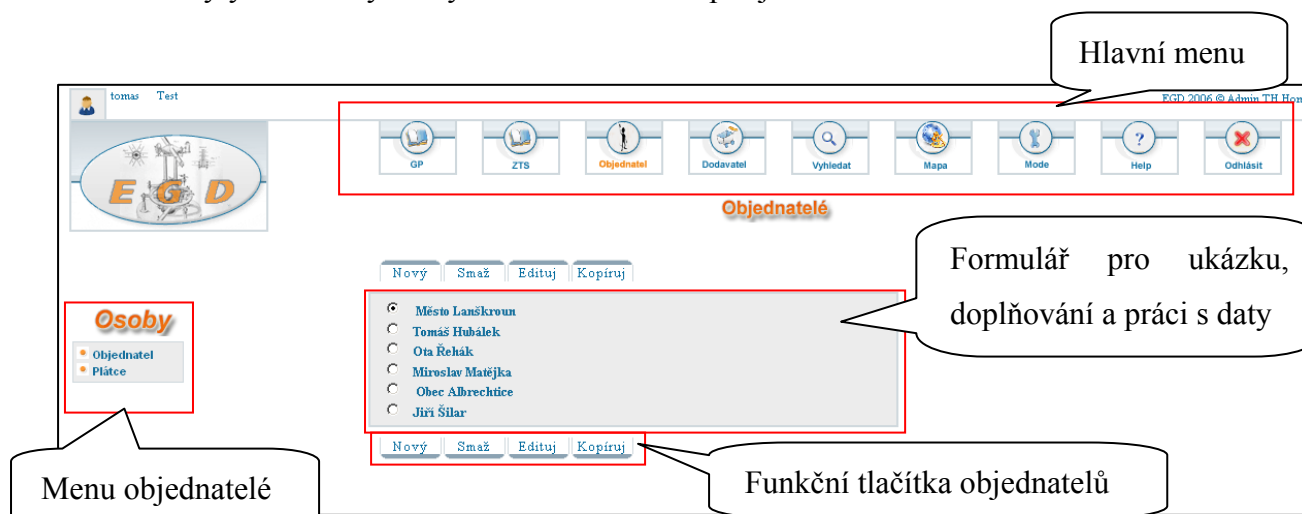 Hlavní menu
tomas Test
EGD 2006 © Admin TH Hom
GP ZTS Objednatel Dodavatel Vyhledat Mapa Mode Help Odhlásit
EGD
Objednatelé
Formulář pro ukázku,
doplňování a práci s daty
Nový Smaž Edituj Kopíruj
Osoby
Objednatel
Plátce
Město Lanškroun
Tomáš Hubálek
Ota Řehák
Miroslav Matějka
Obec Albrechtice
Jiří Šilar
Nový Smaž Edituj Kopíruj
Menu objednatelé
Funkční tlačítka objednatelů